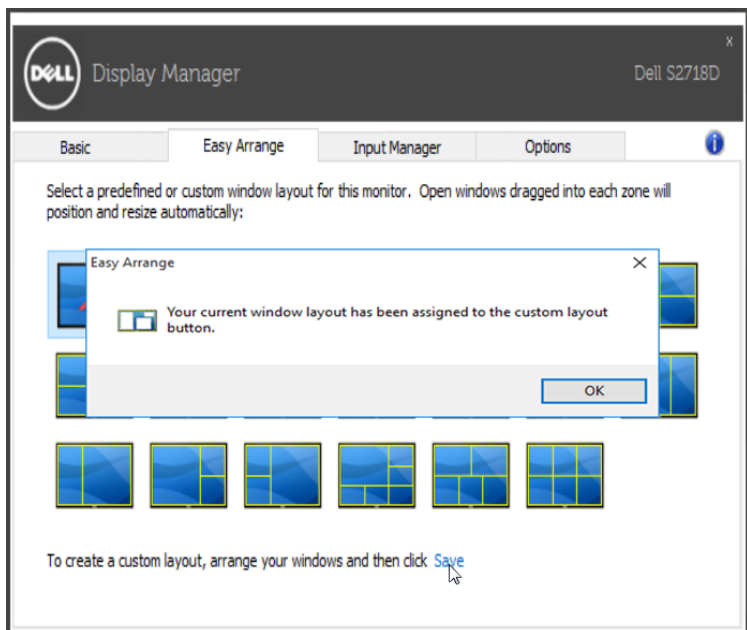 DELL
Display Manager
x
Dell S2718D
Basic
Easy Arrange
Input Manager
Options
i
Select a predefined or custom window layout for this monitor. Open windows dragged into each zone will
position and resize automatically:
Easy Arrange
Your current window layout has been assigned to the custom layout
button.
OK
To create a custom layout, arrange your windows and then click Save